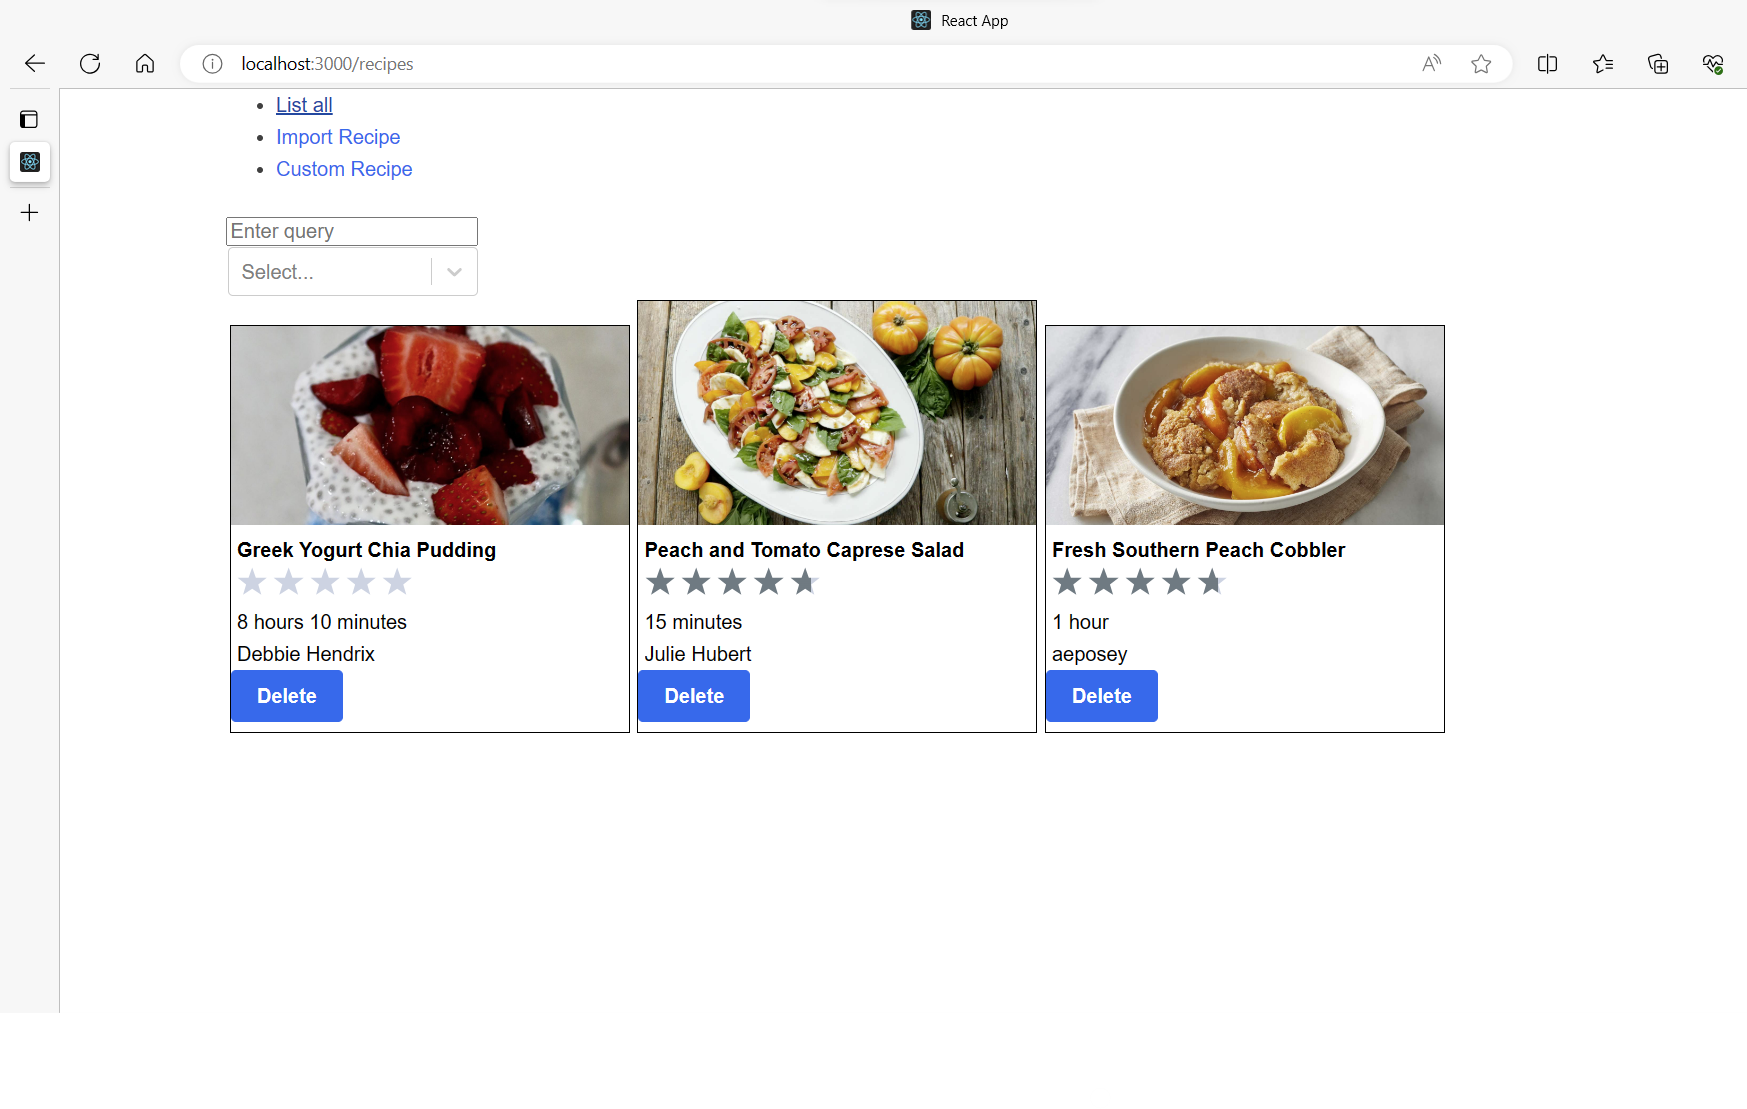 React App
localhost:3000/recipes
List all
Import Recipe
Custom Recipe
Enter query
Select...
Greek Yogurt Chia Pudding
8 hours 10 minutes
Debbie Hendrix
Delete
Peach and Tomato Caprese Salad
15 minutes
Julie Hubert
Delete
Fresh Southern Peach Cobbler
1 hour
aeposey
Delete